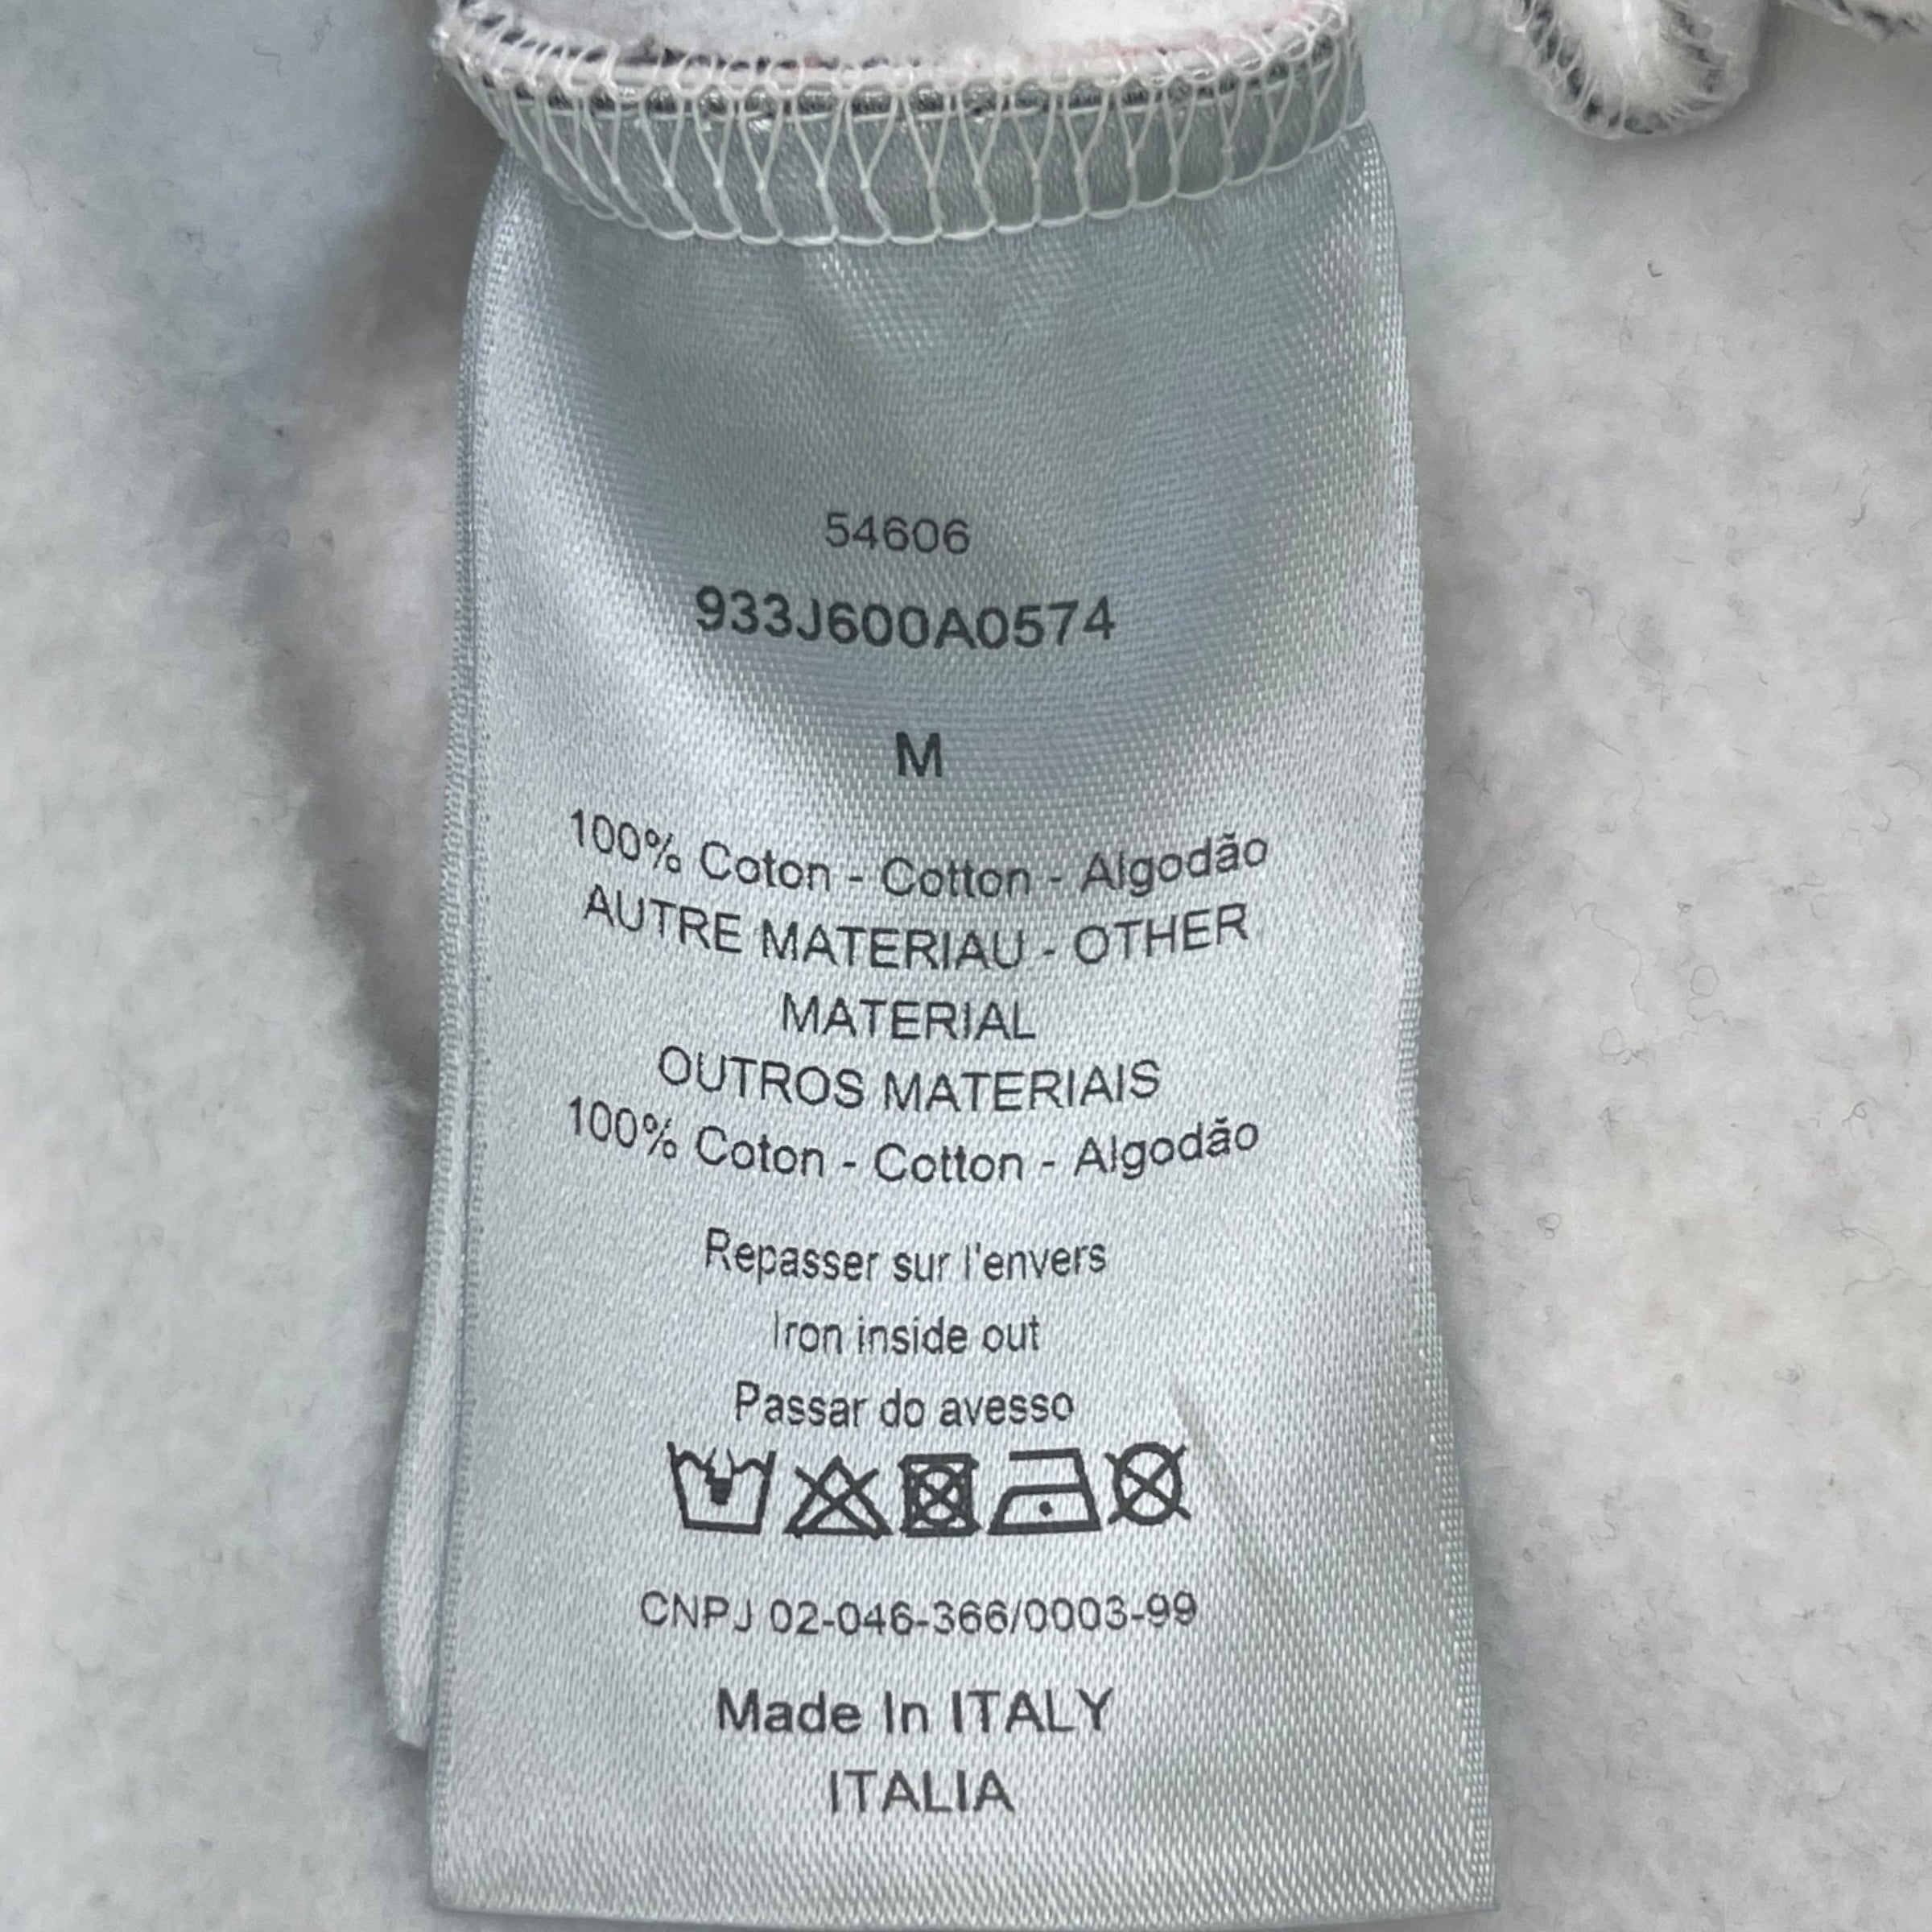 54606
933J600A0574
M
100% Coton - Cotton - Algodão
AUTRE MATERIAU - OTHER
MATERIAL
OUTROS MATERIAIS
100% Coton - Cotton - Algodão
Repasser sur l'envers
Iron inside out
Passar do avesso
CNPJ 02-046-366/0003-99
Made In ITALY
ITALIA